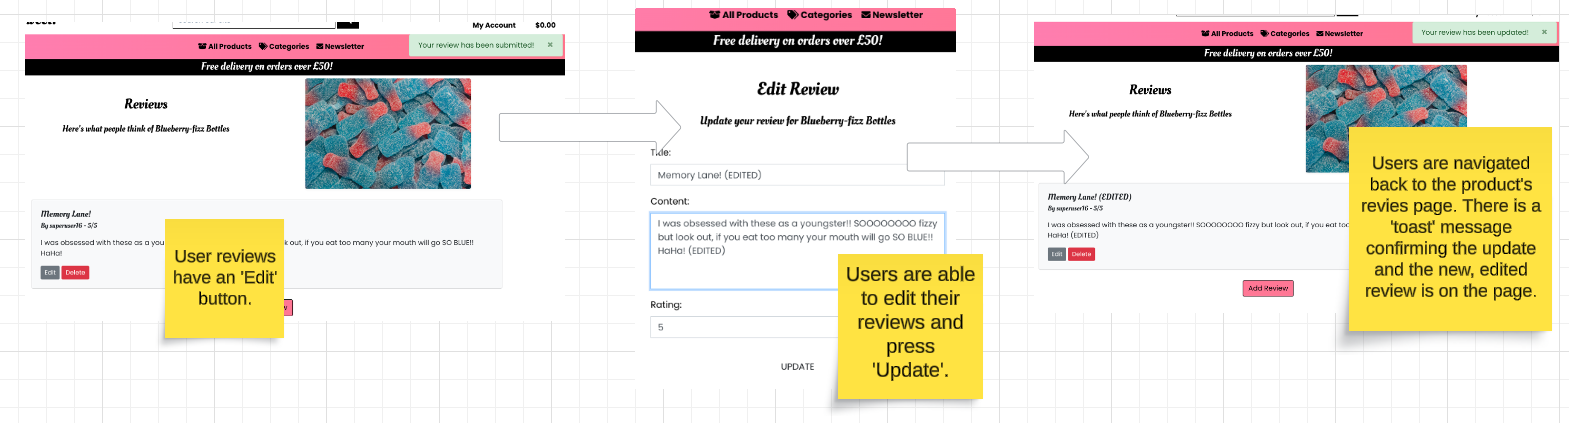 My Account $0.00
All Products Categories Newsletter
Your review has been submitted! ×
Free delivery on orders over £50!
Reviews
Here's what people think of Blueberry-fizz Bottles
Memory Lane!
By superuser16 - 5/5
I was obsessed with these as a you
k out, if you eat too many your mouth will go SO BLUE!!
HaHa!
Edit Delete
User reviews
have an 'Edit'
button.
All Products Categories Newsletter
Free delivery on orders over £50!
Edit Review
Update your review for Blueberry-fizz Bottles
Title:
Memory Lane! (EDITED)
Content:
I was obsessed with these as a youngster!! SOOOOOOOO fizzy
but look out, if you eat too many your mouth will go SO BLUE!!
HaHa! (EDITED)
Rating:
5
UPDATE
Users are able
to edit their
reviews and
press
'Update'.
All Products Categories Newsletter
Your review has been updated! ×
Free delivery on orders over £50!
Reviews
Here's what people think of Blueberry-fizz Bottles
Memory Lane! (EDITED)
By superuser16 - 5/5
I was obsessed with these as a youngster!! SOOOOOOOO fizzy but look out, if you eat too
HaHa! (EDITED)
Edit Delete
Add Review
Users are navigated
back to the product's
revies page. There is a
'toast' message
confirming the update
and the new, edited
review is on the page.